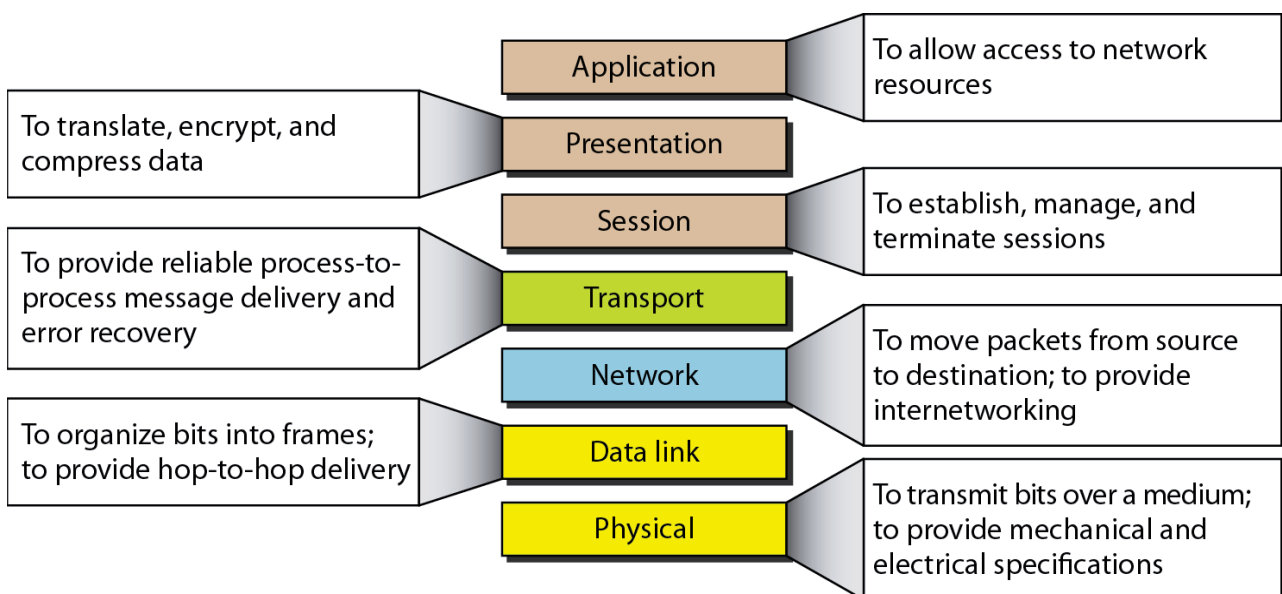 Application
To allow access to network
resources
To translate, encrypt, and
compress data
Presentation
Session
To establish, manage, and
terminate sessions
To provide reliable process-to-
process message delivery and
error recovery
Transport
Network
To move packets from source
to destination; to provide
internetworking
To organize bits into frames;
to provide hop-to-hop delivery
Data link
Physical
To transmit bits over a medium;
to provide mechanical and
electrical specifications